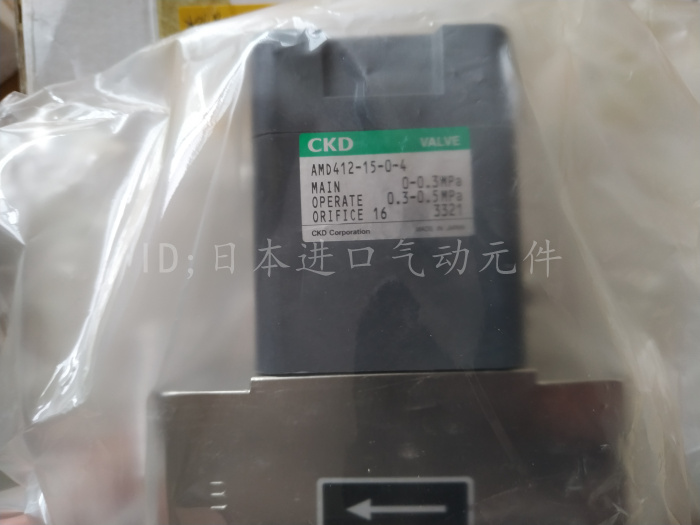 CKD VALVE
AMD412-15-0-4
MAIN 0-0.3MPa
OPERATE 0.3-0.5MPa
ORIFICE 16 3321
CKD Corporation MADE IN JAPAN
ID;日本进口气动元件